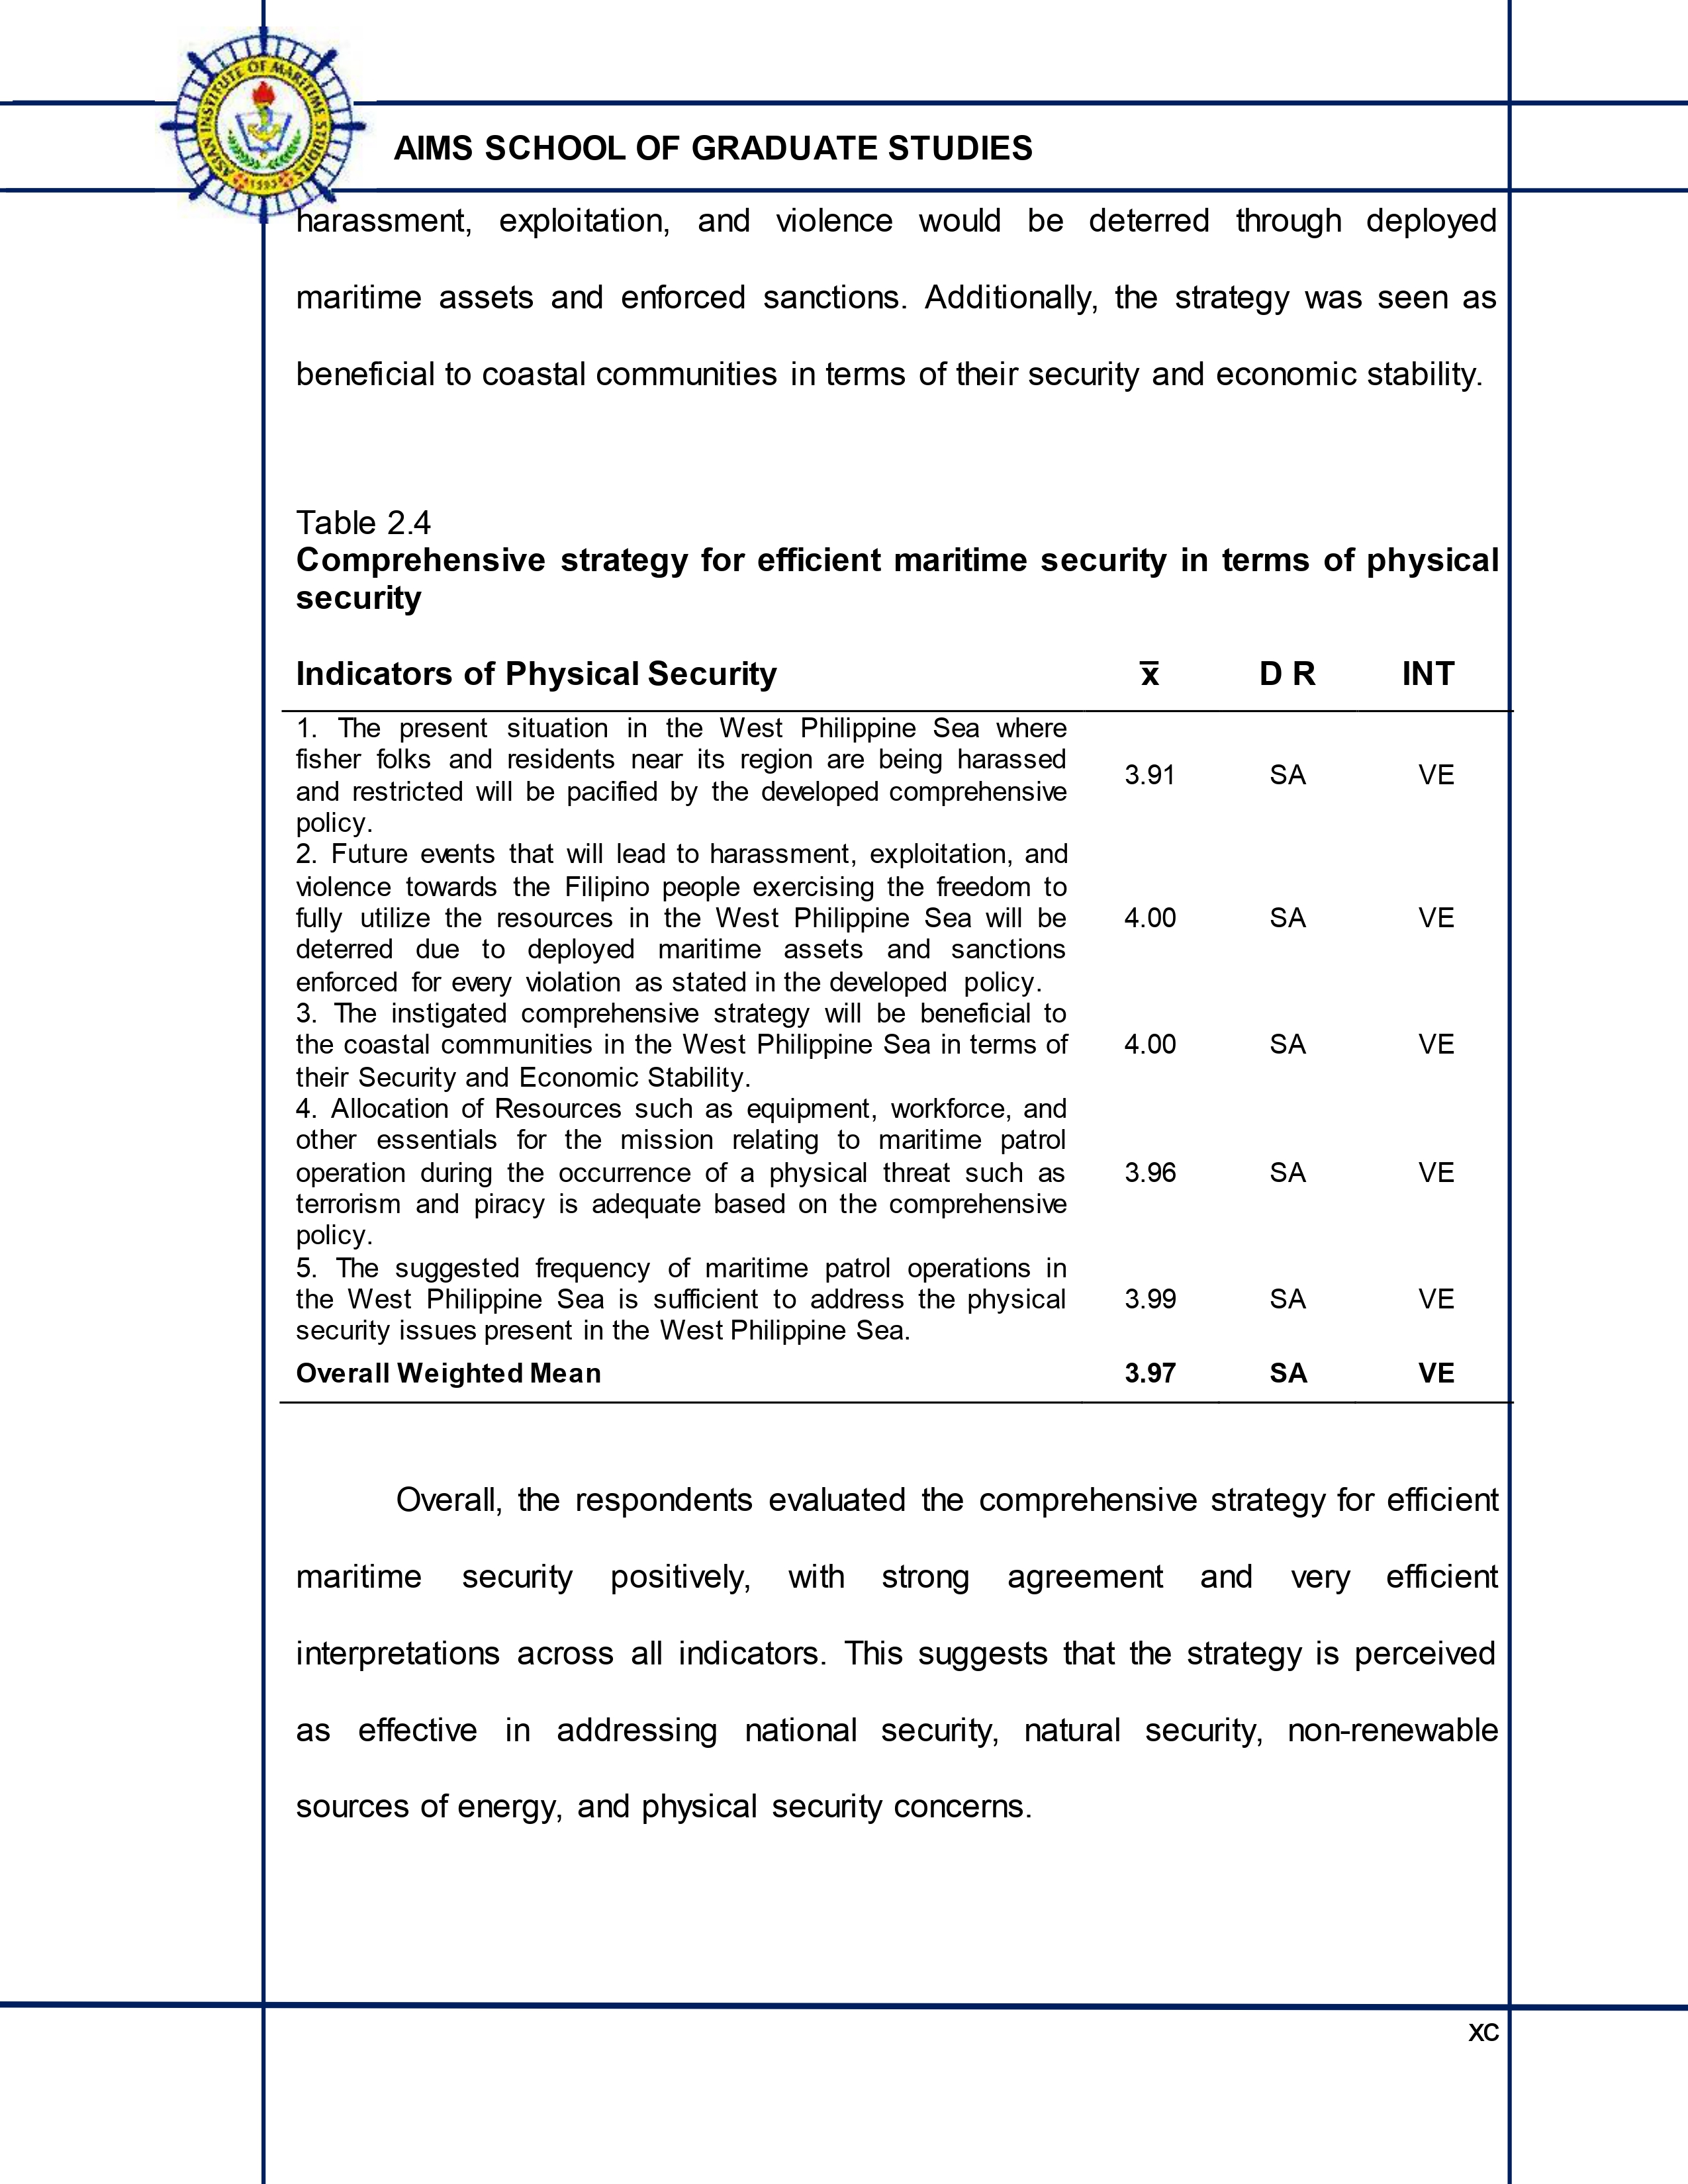 ASIAN INSTITUTE OF MARITIME STUDIES
1993
AIMS SCHOOL OF GRADUATE STUDIES
harassment, exploitation, and violence would be deterred through deployed
maritime assets and enforced sanctions. Additionally, the strategy was seen as
beneficial to coastal communities in terms of their security and economic stability.
Table 2.4
Comprehensive strategy for efficient maritime security in terms of physical
security
Indicators of Physical Security x̅ D R INT
1. The present situation in the West Philippine Sea where
fisher folks and residents near its region are being harassed
and restricted will be pacified by the developed comprehensive
policy.
3.91 SA VE
2. Future events that will lead to harassment, exploitation, and
violence towards the Filipino people exercising the freedom to
fully utilize the resources in the West Philippine Sea will be
deterred due to deployed maritime assets and sanctions
enforced for every violation as stated in the developed policy.
4.00 SA VE
3. The instigated comprehensive strategy will be beneficial to
the coastal communities in the West Philippine Sea in terms of
their Security and Economic Stability.
4.00 SA VE
4. Allocation of Resources such as equipment, workforce, and
other essentials for the mission relating to maritime patrol
operation during the occurrence of a physical threat such as
terrorism and piracy is adequate based on the comprehensive
policy.
3.96 SA VE
5. The suggested frequency of maritime patrol operations in
the West Philippine Sea is sufficient to address the physical
security issues present in the West Philippine Sea.
3.99 SA VE
Overall Weighted Mean 3.97 SA VE
Overall, the respondents evaluated the comprehensive strategy for efficient
maritime security positively, with strong agreement and very efficient
interpretations across all indicators. This suggests that the strategy is perceived
as effective in addressing national security, natural security, non-renewable
sources of energy, and physical security concerns.
xc